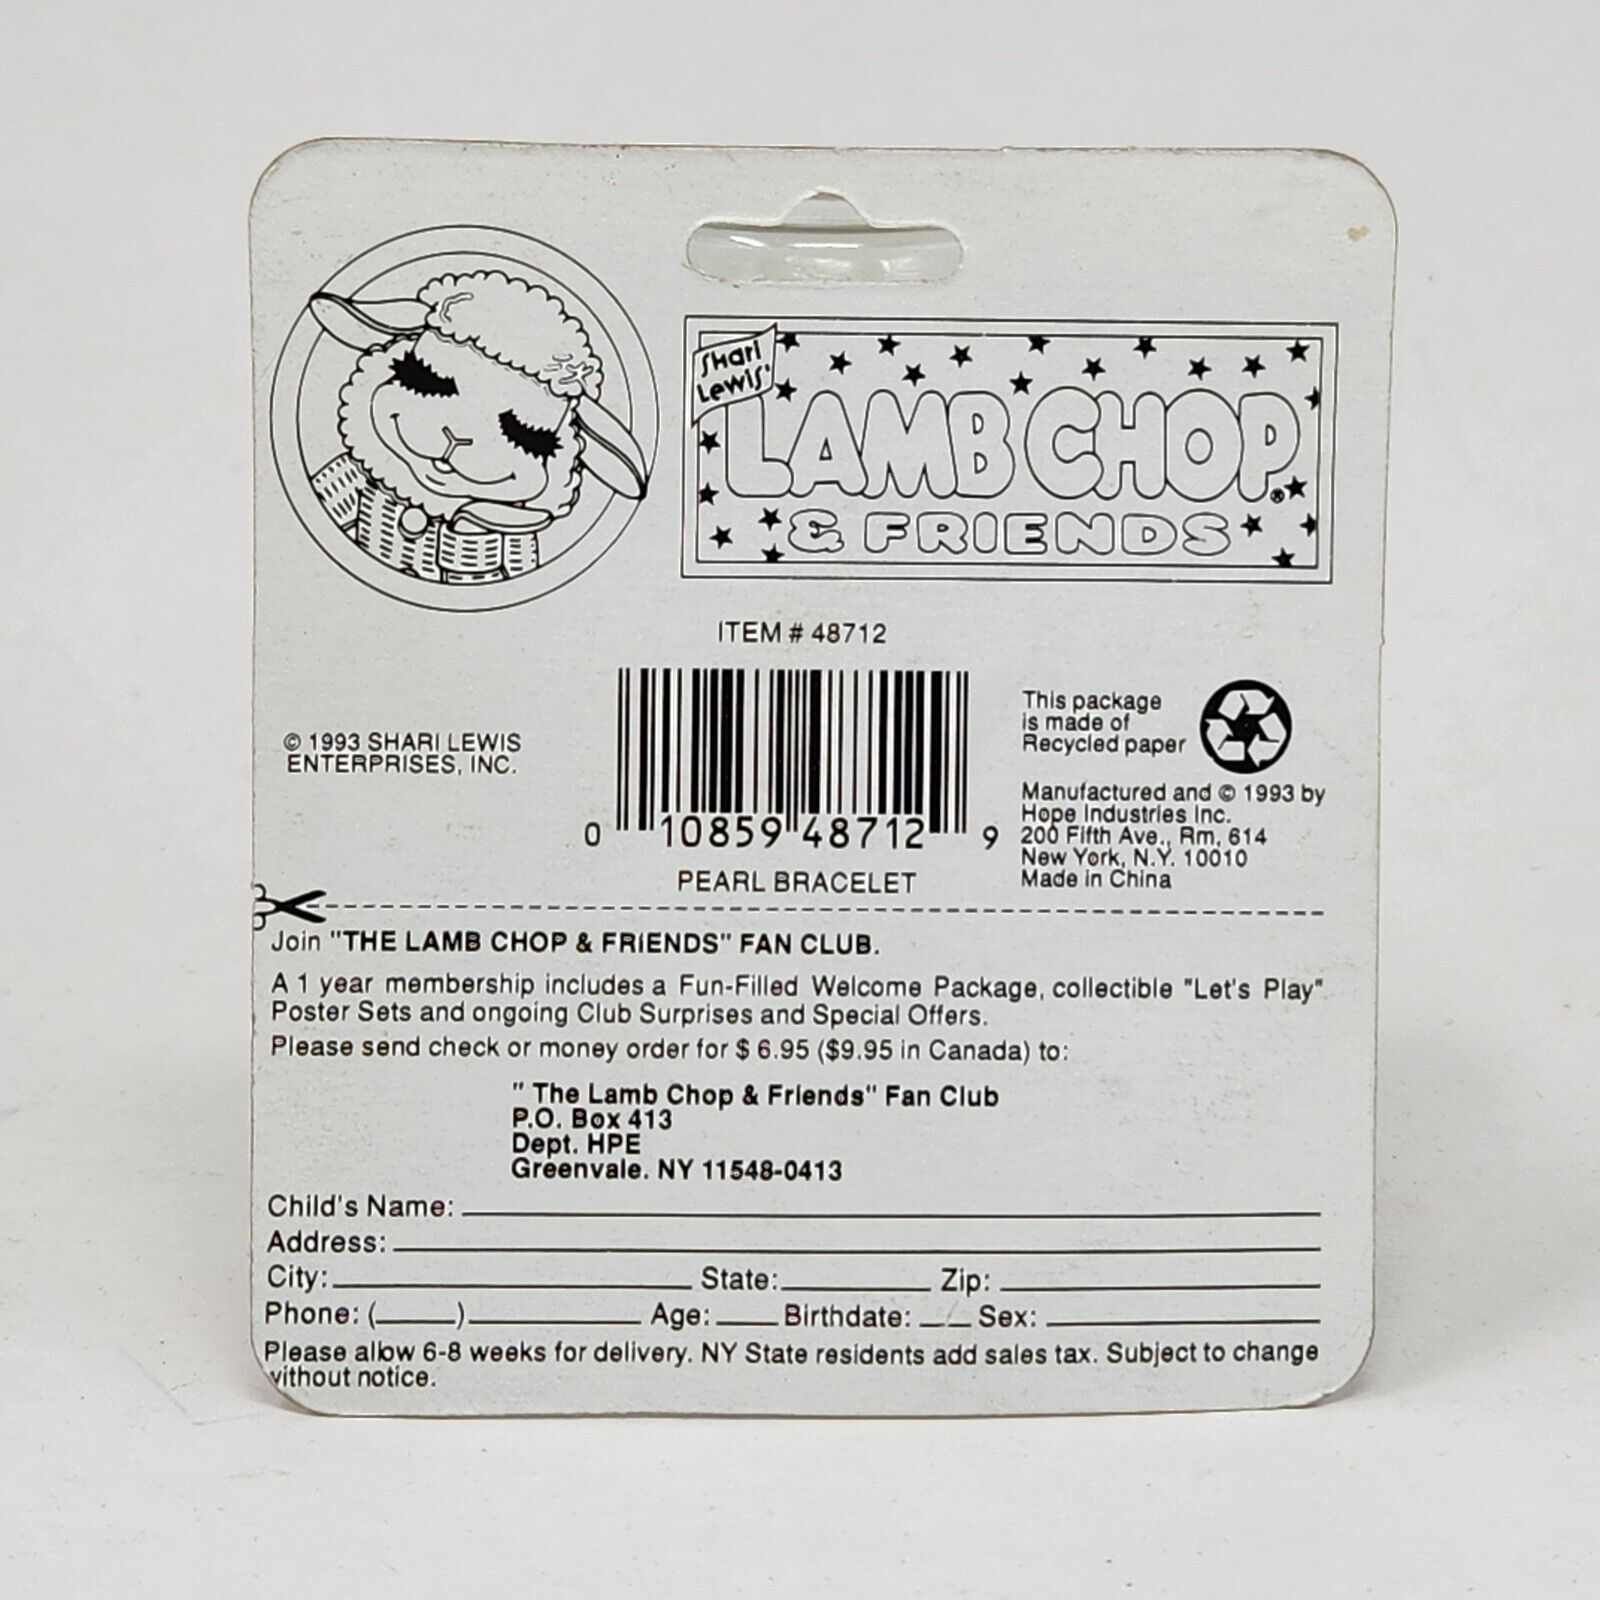 Shari
Lewis'
LAMB CHOP®
& FRIENDS
ITEM # 48712
© 1993 SHARI LEWIS
ENTERPRISES, INC.
0 10859 48712 9
PEARL BRACELET
This package
is made of
Recycled paper
Manufactured and © 1993 by
Hope Industries Inc.
200 Fifth Ave., Rm, 614
New York, N.Y. 10010
Made in China
Join "THE LAMB CHOP & FRIENDS" FAN CLUB.
A 1 year membership includes a Fun-Filled Welcome Package, collectible "Let's Play"
Poster Sets and ongoing Club Surprises and Special Offers.
Please send check or money order for $ 6.95 ($9.95 in Canada) to:
" The Lamb Chop & Friends" Fan Club
P.O. Box 413
Dept. HPE
Greenvale. NY 11548-0413
Child's Name:
Address:
City: State: Zip:
Phone: ( ) Age: Birthdate: / Sex:
Please allow 6-8 weeks for delivery. NY State residents add sales tax. Subject to change
without notice.